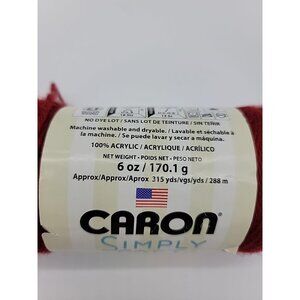 NO DYE LOT / SANS LOT DE TEINTURE / SIN TEÑIR
Machine washable and dryable. / Lavable et séchable à
la machine. / Se puede lavar y secar a máquina.
100% ACRYLIC / ACRYLIQUE / ACRÍLICO
NET WEIGHT - POIDS NET - PESO NETO
6 oz / 170.1 g
Approx/Approx/Aprox 315 yds/vgs/yds / 288 m
CARON®
SIMPLY